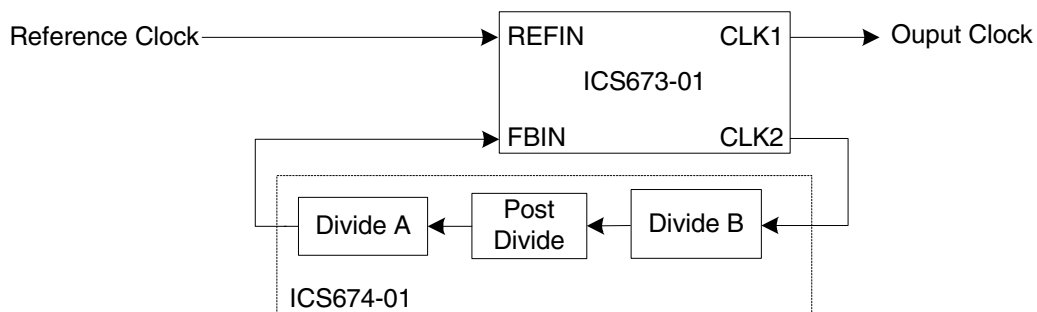 Reference Clock
REFIN
CLK1
Ouput Clock
ICS673-01
FBIN
CLK2
Divide A
Post
Divide
Divide B
ICS674-01